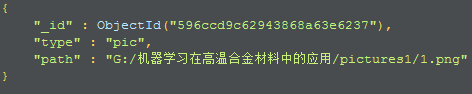 {
    "_id" : ObjectId("596ccd9c62943868a63e6237"),
    "type" : "pic",
    "path" : "G:/机器学习在高温合金材料中的应用/pictures1/1.png"
}